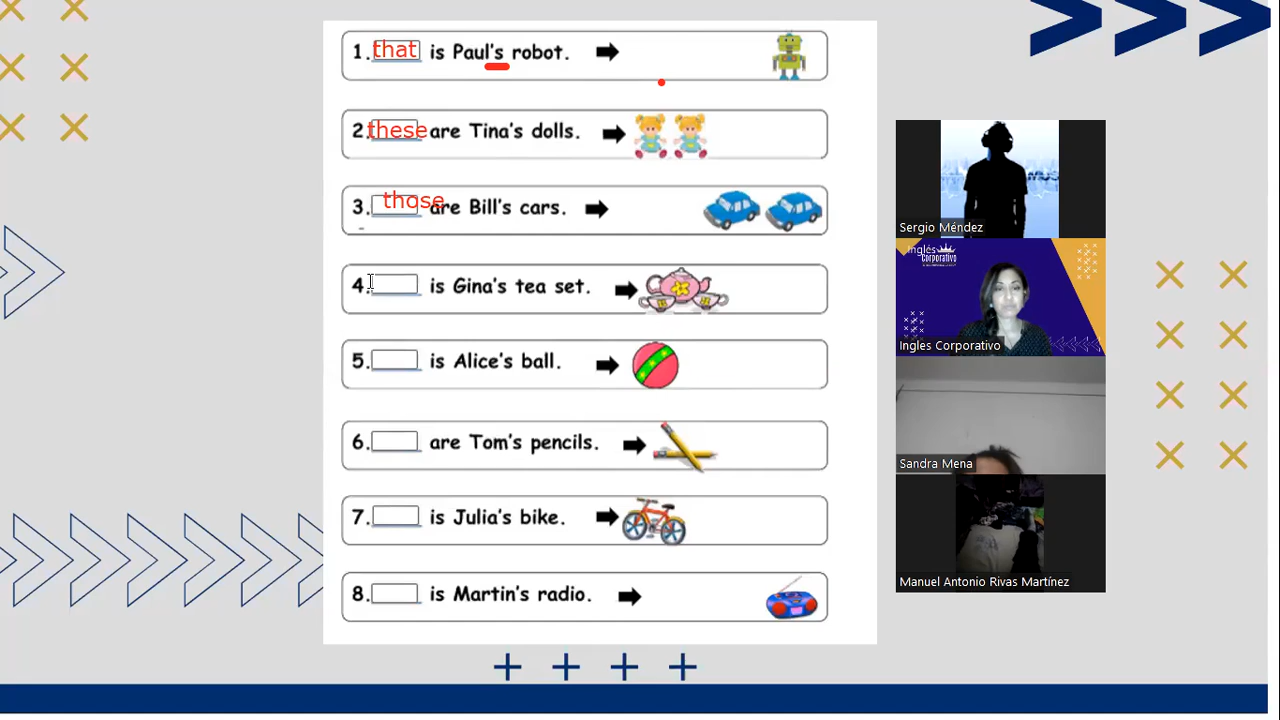 1. that is Paul's robot.
2. these are Tina's dolls.
3. those are Bill's cars.
4. is Gina's tea set.
5. is Alice's ball.
6. are Tom's pencils.
7. is Julia's bike.
8. is Martin's radio.
Sergio Méndez
Inglés
Corporativo
Ingles Corporativo
Sandra Mena
Manuel Antonio Rivas Martínez